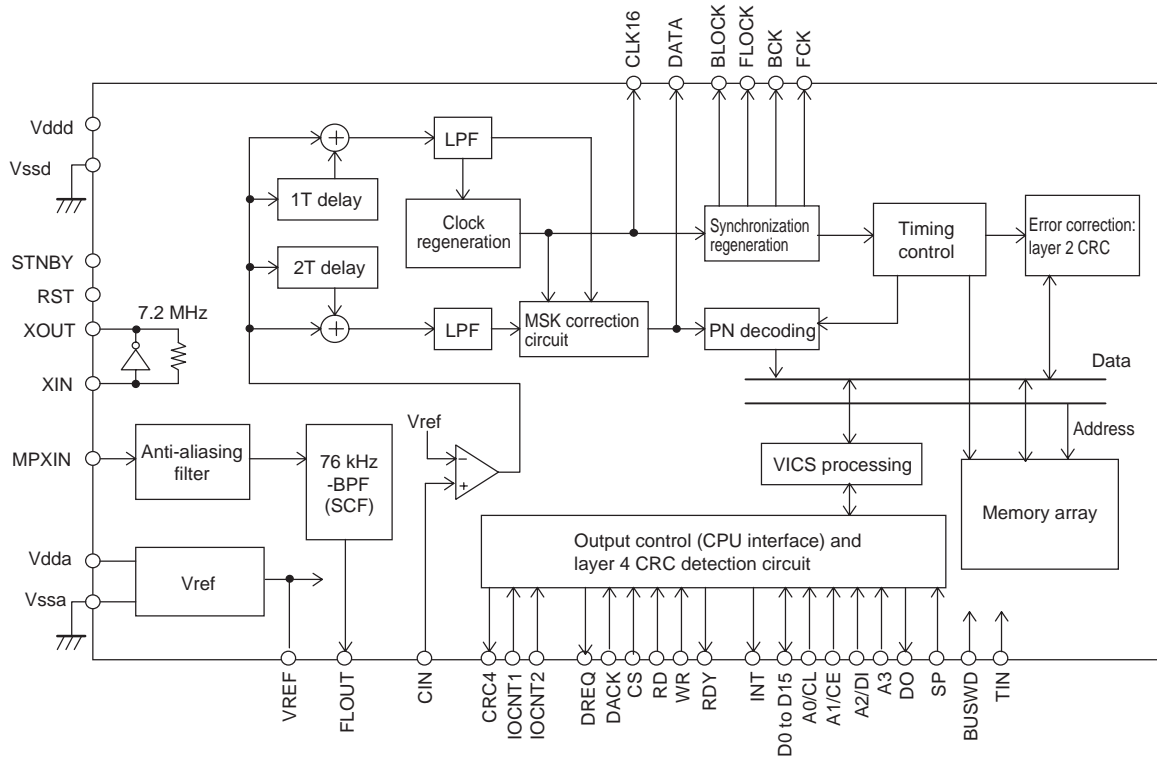 CLK16
DATA
BLOCK
FLOCK
BCK
FCK
Vddd
Vssd
STNBY
RST
XOUT
7.2 MHz
XIN
MPXIN
Vdda
Vssa
LPF
1T delay
Clock
regeneration
2T delay
LPF
MSK correction
circuit
Synchronization
regeneration
Timing
control
Error correction:
layer 2 CRC
PN decoding
Data
Address
Anti-aliasing
filter
76 kHz
-BPF
(SCF)
Vref
−
+
VICS processing
Memory array
Output control (CPU interface) and
layer 4 CRC detection circuit
Vref
VREF
FLOUT
CIN
CRC4
IOCNT1
IOCNT2
DREQ
DACK
CS
RD
WR
RDY
INT
D0 to D15
A0/CL
A1/CE
A2/DI
A3
DO
SP
BUSWD
TIN